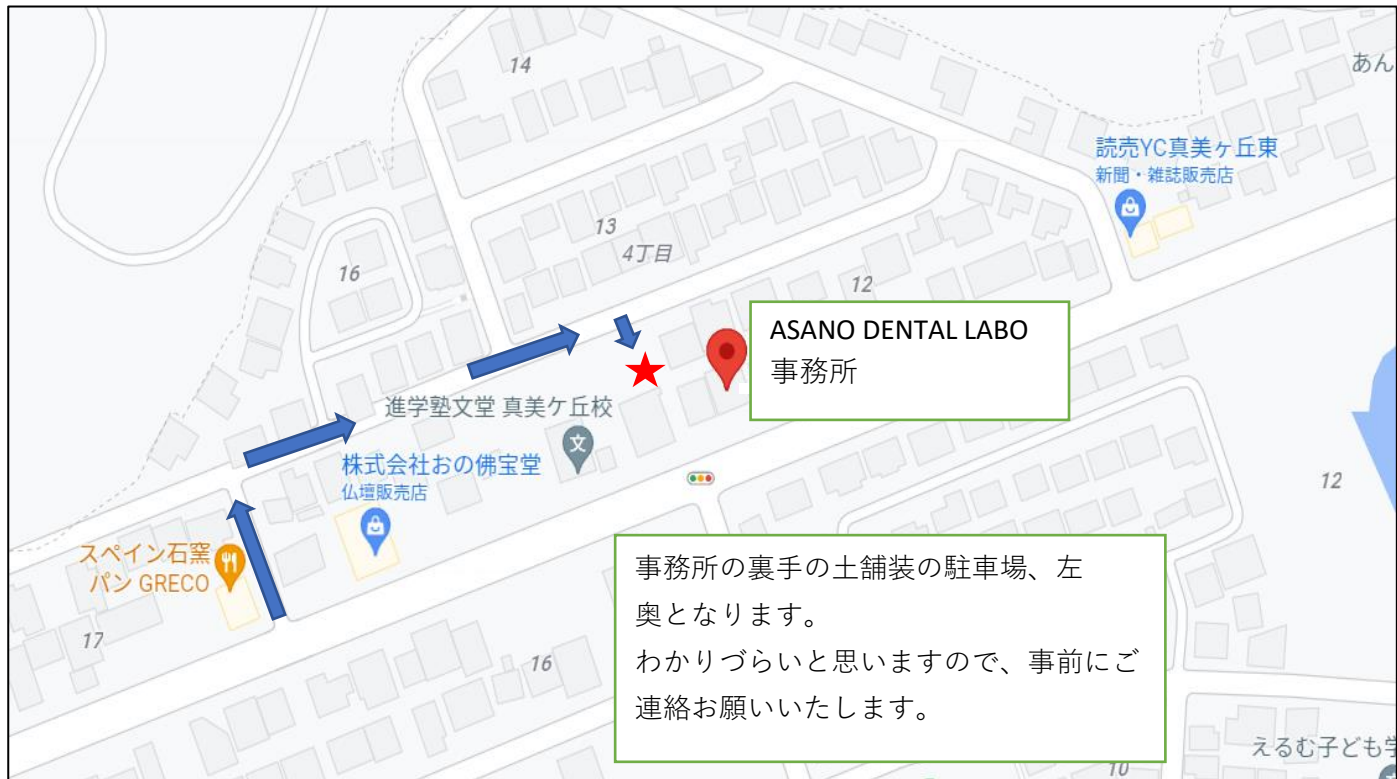 14
あん
読売YC真美ヶ丘東
新聞・雑誌販売店
13
4丁目
16
12
ASANO DENTAL LABO
事務所
進学塾文堂 真美ケ丘校
文
株式会社おの佛宝堂
仏壇販売店
12
スペイン石窯
パン GRECO
17
16
事務所の裏手の土舗装の駐車場、左
奥となります。
わかりづらいと思いますので、事前にご
連絡お願いいたします。
えるむ子ども学
10